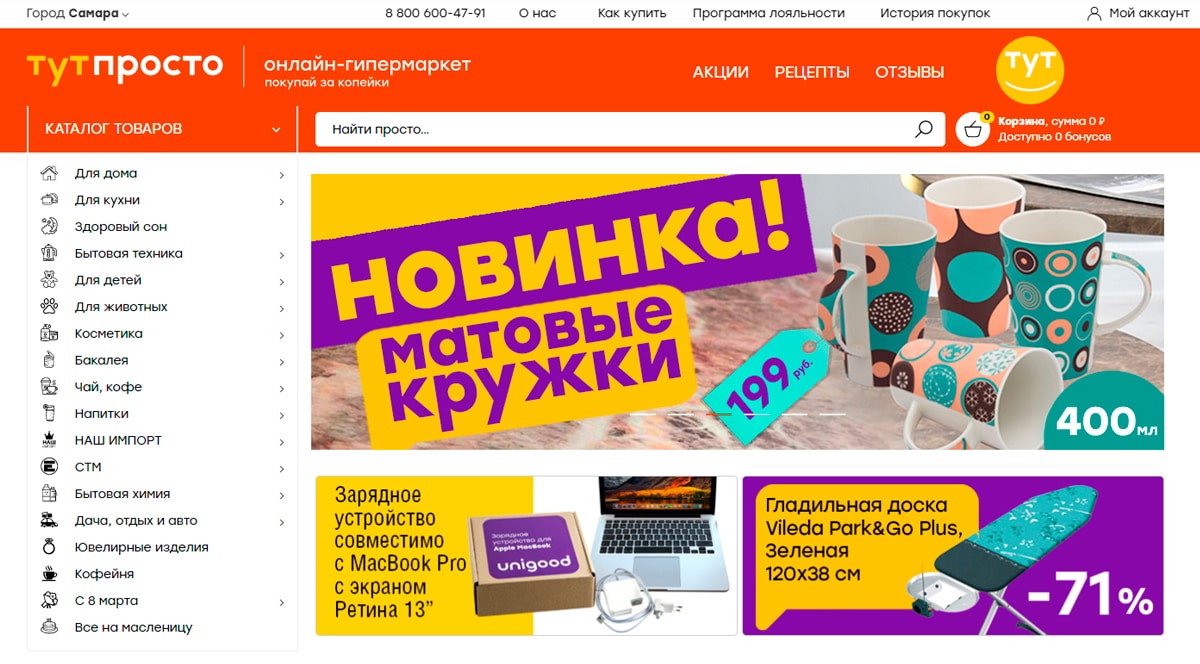 Город Самара
8 800 600-47-91
О нас
Как купить
Программа лояльности
История покупок
Мой аккаунт
тутпросто
онлайн-гипермаркет
покупай за копейки
АКЦИИ
РЕЦЕПТЫ
ОТЗЫВЫ
ТУТ
КАТАЛОГ ТОВАРОВ
Найти просто...
0
Корзина, сумма 0 ₽
Доступно 0 бонусов
Для дома
Для кухни
Здоровый сон
Бытовая техника
Для детей
Для животных
Косметика
Бакалея
Чай, кофе
Напитки
НАШ ИМПОРТ
СТМ
Бытовая химия
Дача, отдых и авто
Ювелирные изделия
Кофейня
С 8 марта
Все на масленицу
новинка!
матовые
кружки
199 руб.
400мл
Зарядное
устройство
совместимо
с MacBook Pro
с экраном
Ретина 13”
Зарядное
устройство для
Apple MacBook
unigood
Гладильная доска
Vileda Park&Go Plus,
Зеленая
120х38 см
-71%